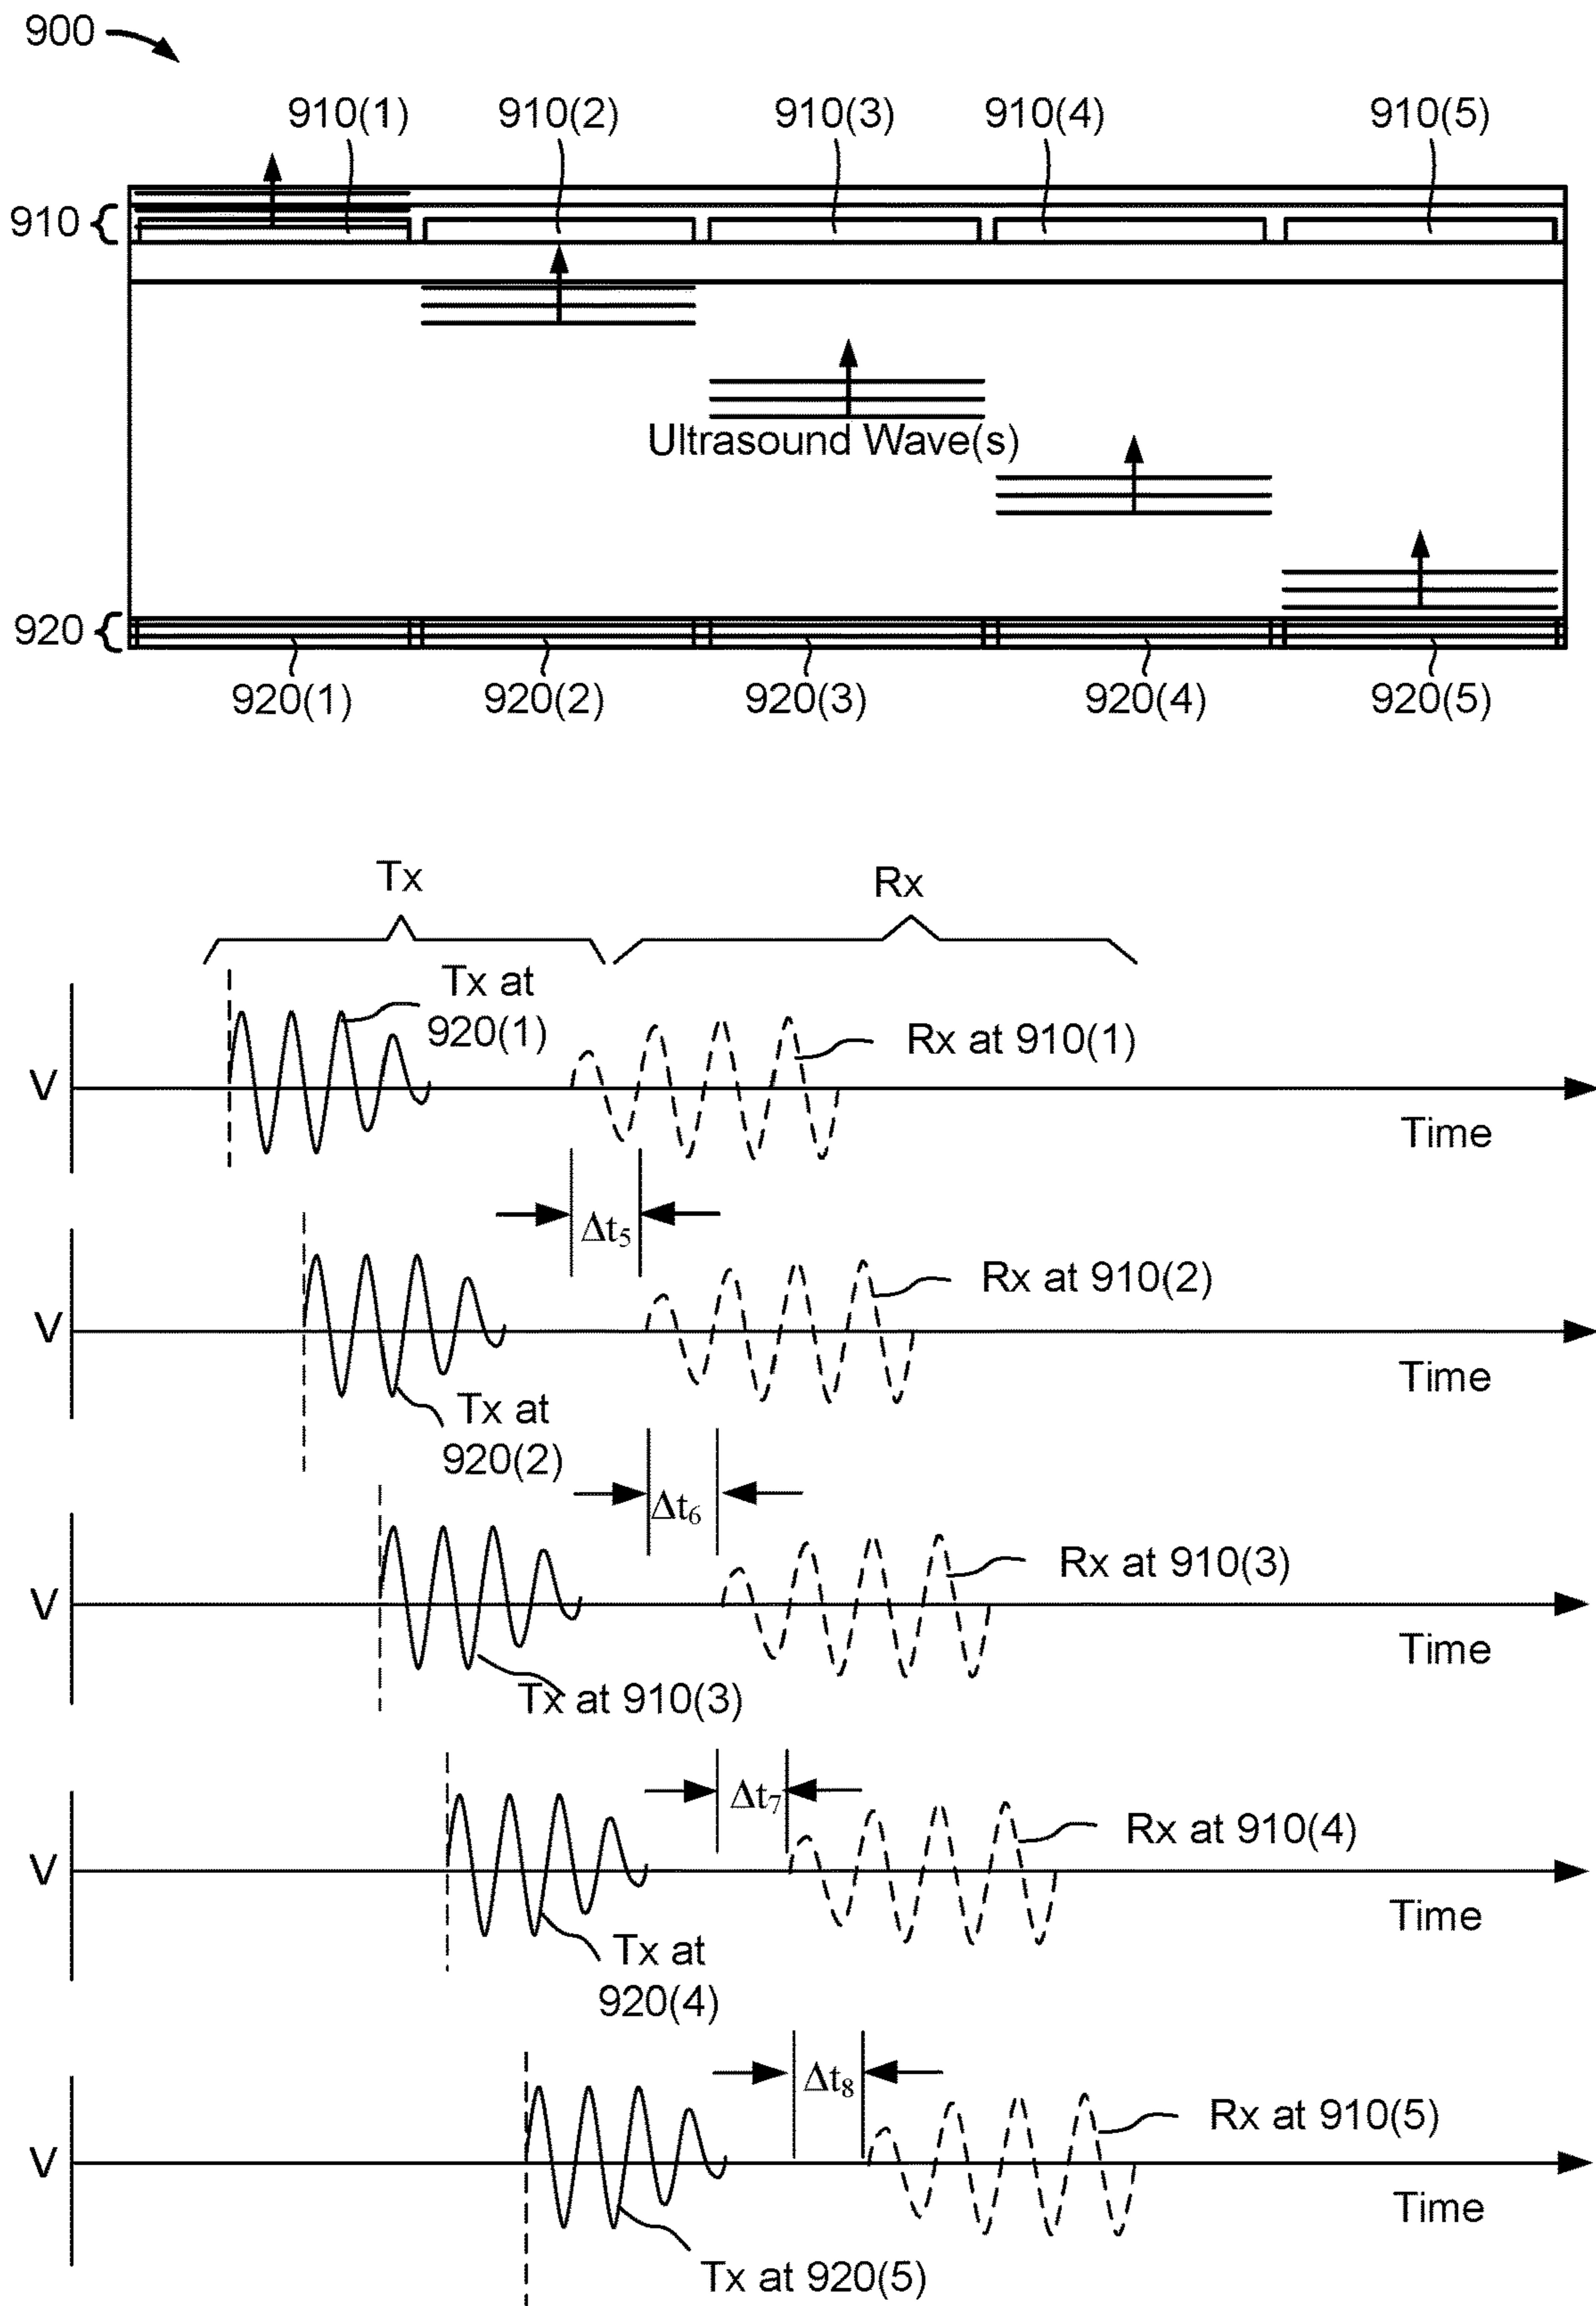 900
910(1) 910(2) 910(3) 910(4) 910(5)
910
Ultrasound Wave(s)
920
920(1) 920(2) 920(3) 920(4) 920(5)
Tx Rx
Tx at
920(1)
Rx at 910(1)
V
Time
Δt5
Rx at 910(2)
V
Time
Tx at
920(2)
Δt6
Rx at 910(3)
V
Time
Tx at 910(3)
Δt7
Rx at 910(4)
V
Time
Tx at
920(4)
Δt8
Rx at 910(5)
V
Time
Tx at 920(5)